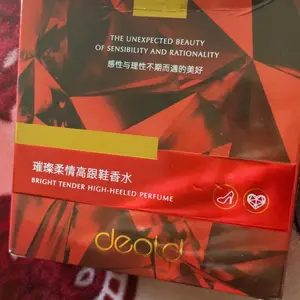 THE UNEXPECTED BEAUTY
OF SENSIBILITY AND RATIONALITY
感性与理性不期而遇的美好
璀璨柔情高跟鞋香水
BRIGHT TENDER HIGH-HEELED PERFUME